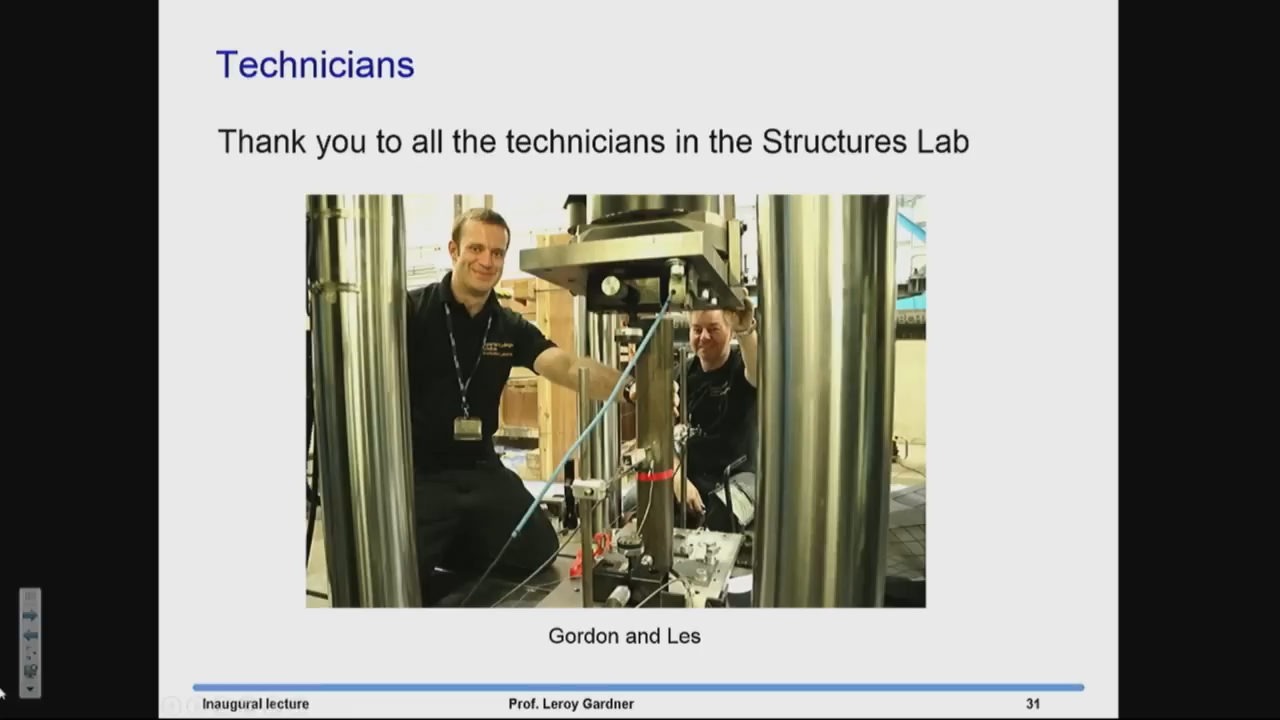 Technicians
Thank you to all the technicians in the Structures Lab
Gordon and Les
Inaugural lecture Prof. Leroy Gardner 31